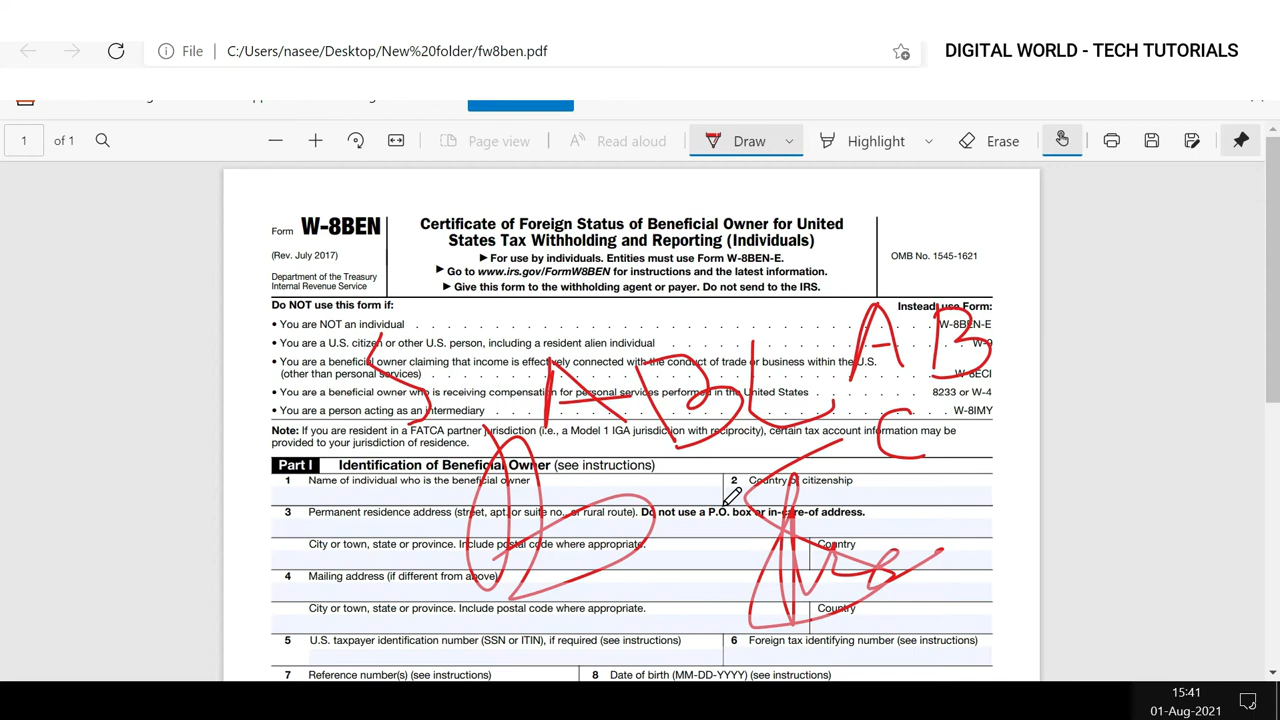 File C:/Users/nasee/Desktop/New%20folder/fw8ben.pdf
DIGITAL WORLD - TECH TUTORIALS
1 of 1 Page view Read aloud Draw Highlight Erase
Form W-8BEN
(Rev. July 2017)
Department of the Treasury
Internal Revenue Service
Certificate of Foreign Status of Beneficial Owner for United
States Tax Withholding and Reporting (Individuals)
▶ For use by individuals. Entities must use Form W-8BEN-E.
▶ Go to www.irs.gov/FormW8BEN for instructions and the latest information.
▶ Give this form to the withholding agent or payer. Do not send to the IRS.
OMB No. 1545-1621
Do NOT use this form if: Instead, use Form:
• You are NOT an individual . . . W-8BEN-E
• You are a U.S. citizen or other U.S. person, including a resident alien individual . . . W-9
• You are a beneficial owner claiming that income is effectively connected with the conduct of trade or business within the U.S.
(other than personal services) . . . W-8ECI
• You are a beneficial owner who is receiving compensation for personal services performed in the United States . . . 8233 or W-4
• You are a person acting as an intermediary . . . W-8IMY
A B
C
Note: If you are resident in a FATCA partner jurisdiction (i.e., a Model 1 IGA jurisdiction with reciprocity), certain tax account information may be
provided to your jurisdiction of residence.
Part I Identification of Beneficial Owner (see instructions)
1 Name of individual who is the beneficial owner
2 Country of citizenship
3 Permanent residence address (street, apt. or suite no., or rural route). Do not use a P.O. box or in-care-of address.
City or town, state or province. Include postal code where appropriate. Country
4 Mailing address (if different from above)
City or town, state or province. Include postal code where appropriate. Country
5 U.S. taxpayer identification number (SSN or ITIN), if required (see instructions)
6 Foreign tax identifying number (see instructions)
7 Reference number(s) (see instructions)
8 Date of birth (MM-DD-YYYY) (see instructions)
15:41
01-Aug-2021